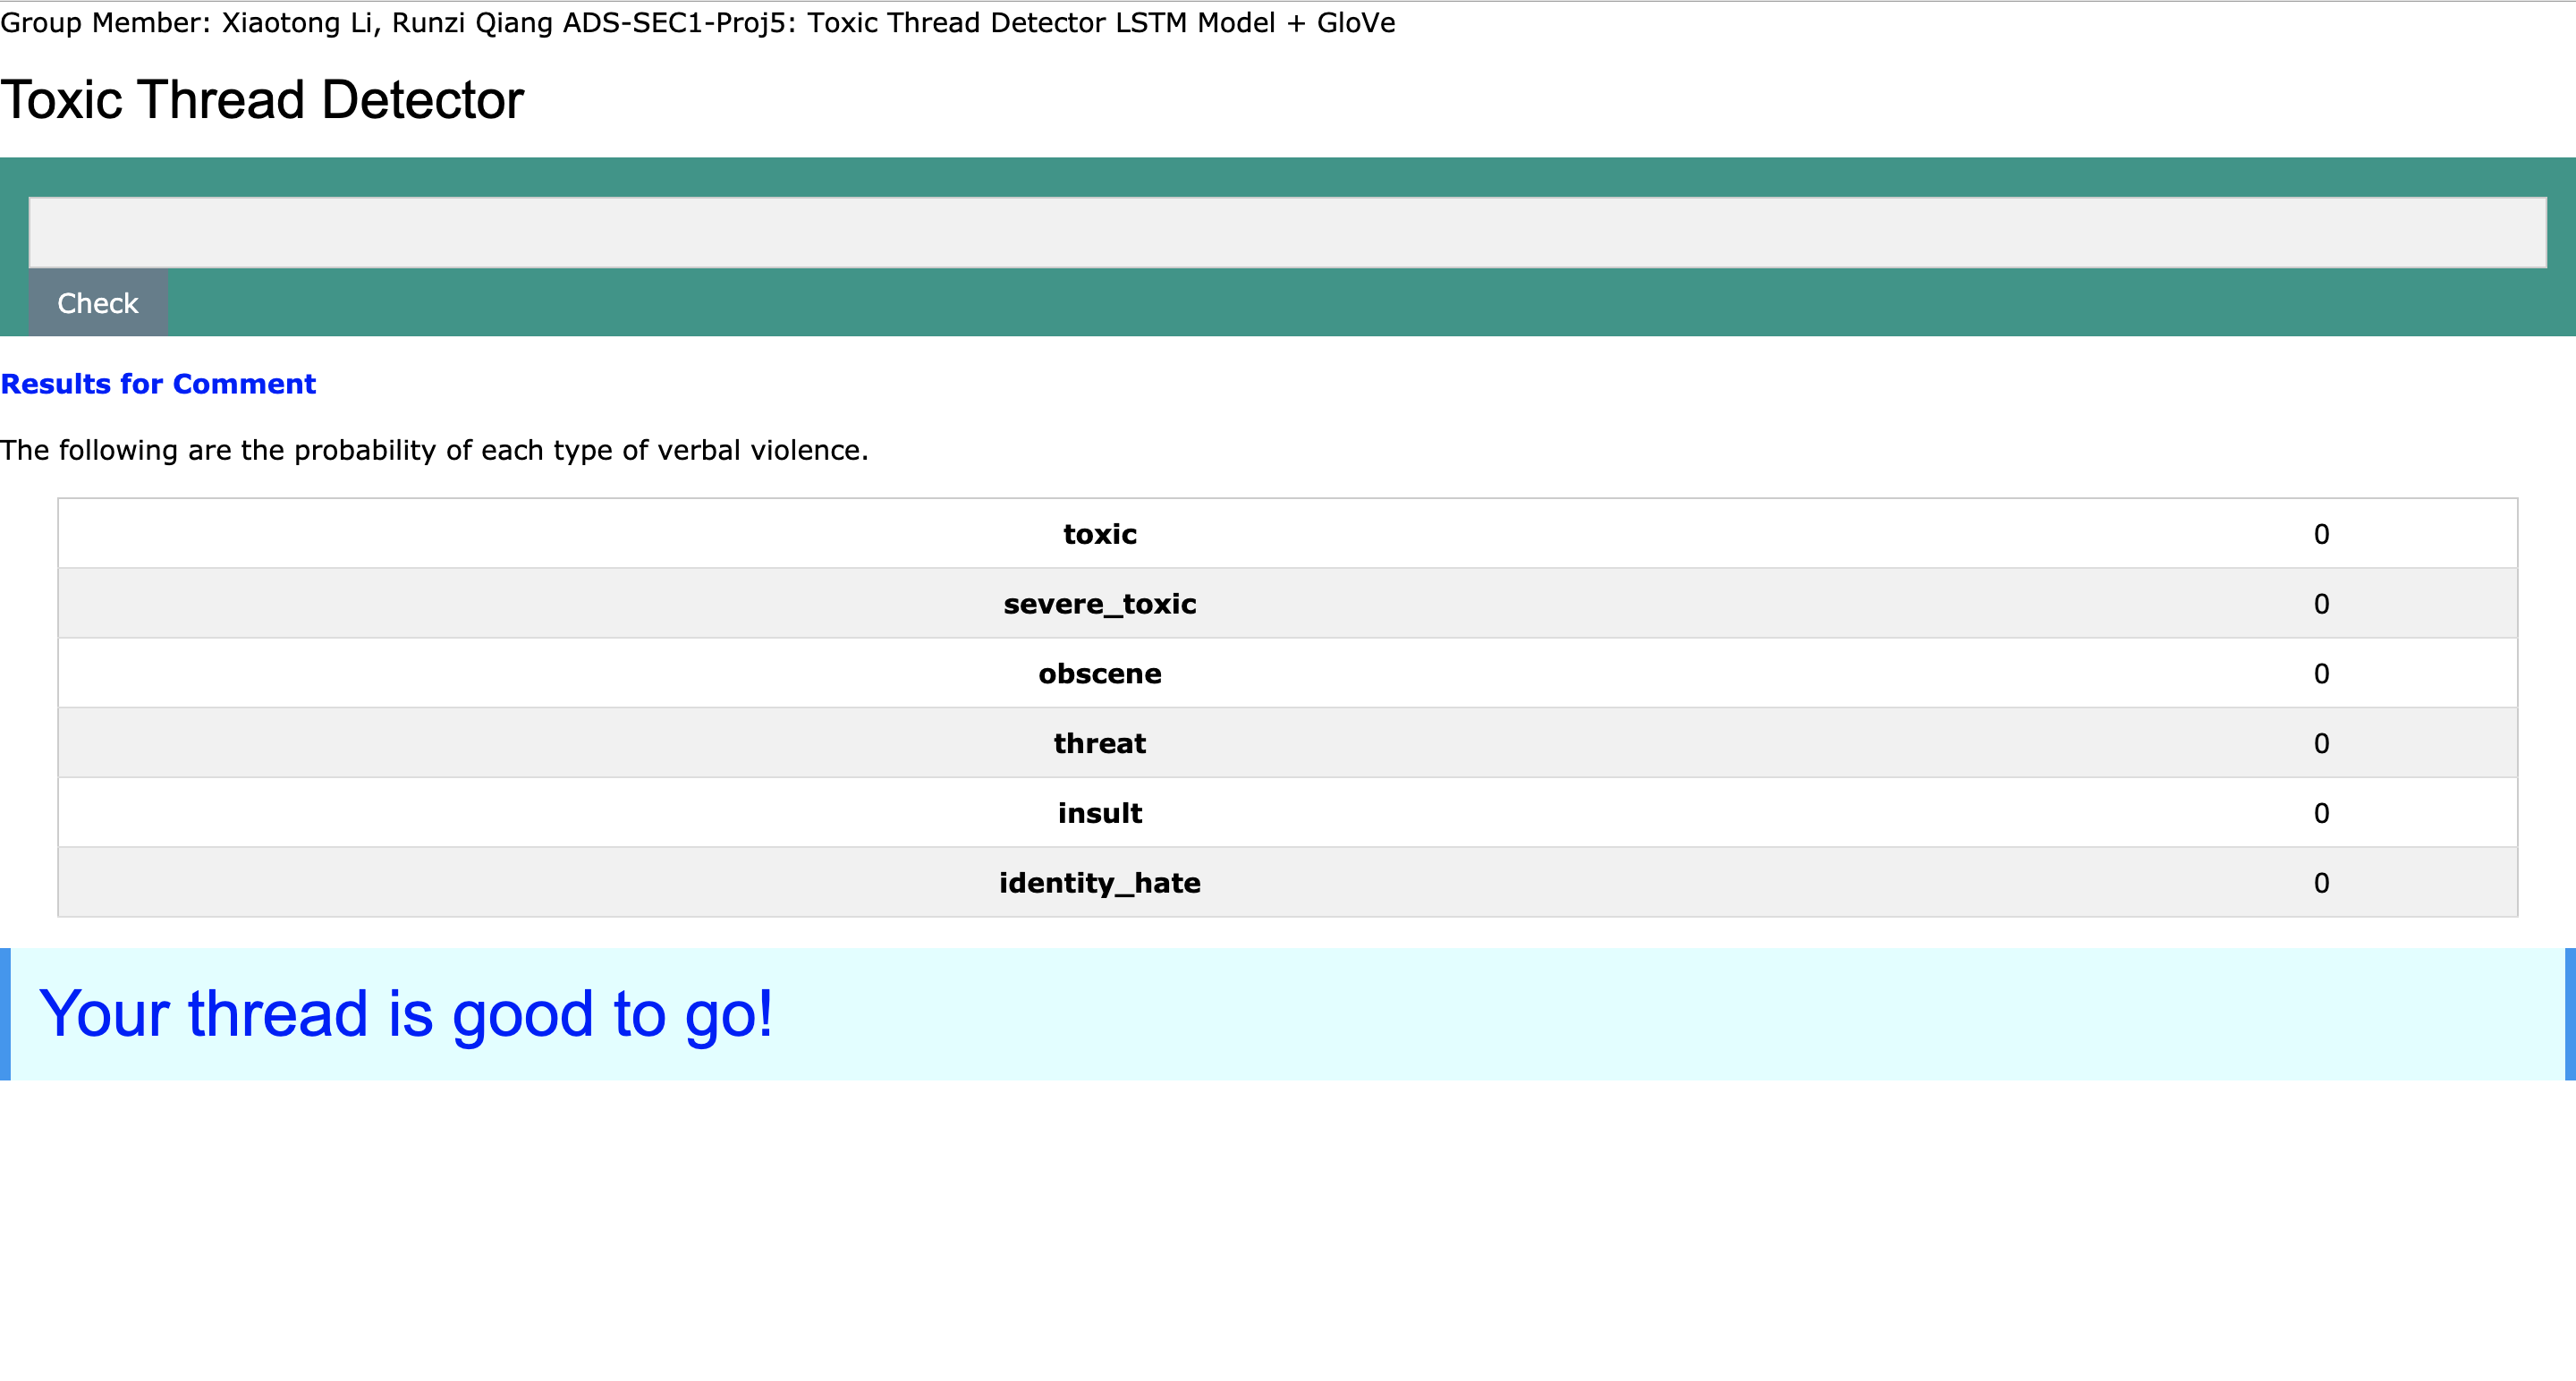 Group Member: Xiaotong Li, Runzi Qiang ADS-SEC1-Proj5: Toxic Thread Detector LSTM Model + GloVe
Toxic Thread Detector
Check
Results for Comment
The following are the probability of each type of verbal violence.
toxic 0
severe_toxic 0
obscene 0
threat 0
insult 0
identity_hate 0
Your thread is good to go!